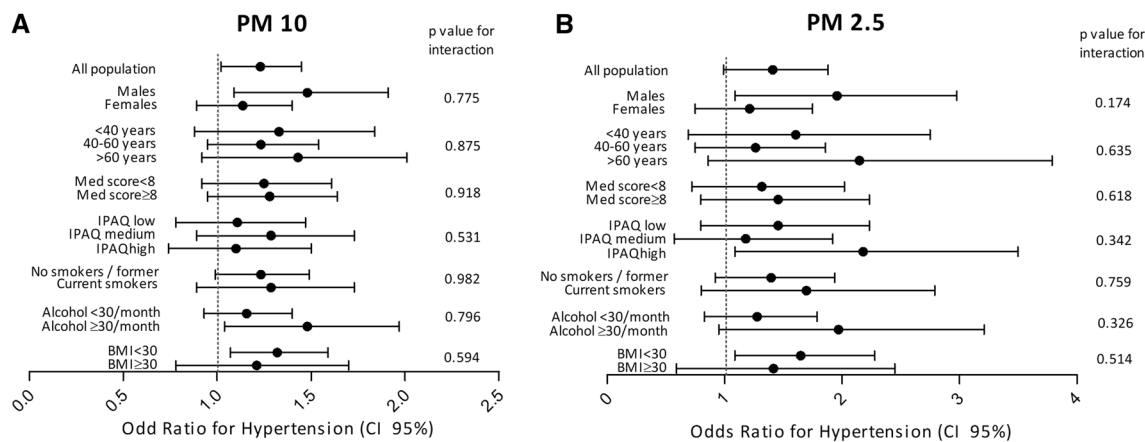 A
PM 10
p value for
interaction
All population
Males
Females
0.775
<40 years
40-60 years
>60 years
0.875
Med score<8
Med score≥8
0.918
IPAQ low
IPAQ medium
IPAQhigh
0.531
No smokers / former
Current smokers
0.982
Alcohol <30/month
Alcohol ≥30/month
0.796
BMI<30
BMI≥30
0.594
0.0 0.5 1.0 1.5 2.0 2.5
Odd Ratio for Hypertension (CI 95%)
B
PM 2.5
p value for
interaction
All population
Males
Females
0.174
<40 years
40-60 years
>60 years
0.635
Med score<8
Med score≥8
0.618
IPAQ low
IPAQ medium
IPAQhigh
0.342
No smokers / former
Current smokers
0.759
Alcohol <30/month
Alcohol ≥30/month
0.326
BMI<30
BMI≥30
0.514
0 1 2 3 4
Odds Ratio for Hypertension (CI 95%)